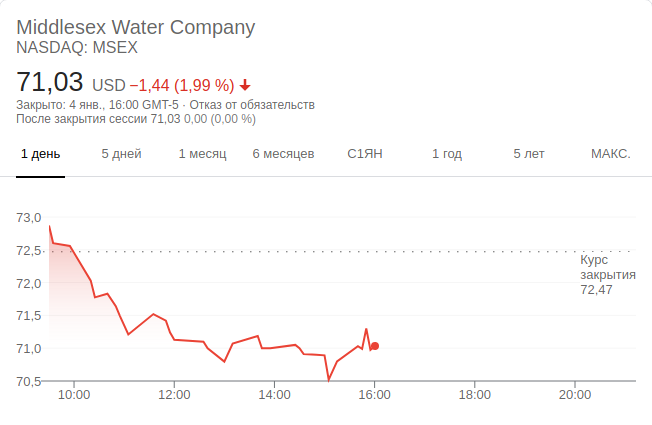 Middlesex Water Company
NASDAQ: MSEX
71,03 USD −1,44 (1,99 %)
Закрыто: 4 янв., 16:00 GMT-5 · Отказ от обязательств
После закрытия сессии 71,03 0,00 (0,00 %)
1 день 5 дней 1 месяц 6 месяцев С1ЯН 1 год 5 лет МАКС.
73,0
72,5
Курс
закрытия
72,47
72,0
71,5
71,0
70,5
10:00 12:00 14:00 16:00 18:00 20:00